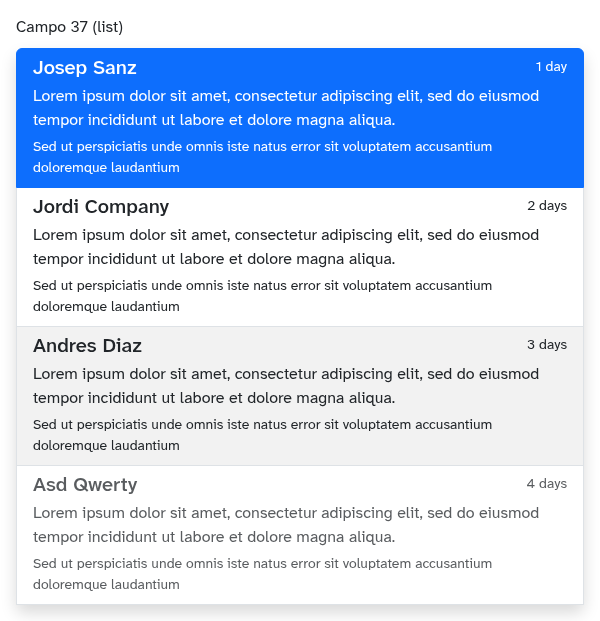 Campo 37 (list)
Josep Sanz 1 day
Lorem ipsum dolor sit amet, consectetur adipiscing elit, sed do eiusmod
tempor incididunt ut labore et dolore magna aliqua.
Sed ut perspiciatis unde omnis iste natus error sit voluptatem accusantium
doloremque laudantium
Jordi Company 2 days
Lorem ipsum dolor sit amet, consectetur adipiscing elit, sed do eiusmod
tempor incididunt ut labore et dolore magna aliqua.
Sed ut perspiciatis unde omnis iste natus error sit voluptatem accusantium
doloremque laudantium
Andres Diaz 3 days
Lorem ipsum dolor sit amet, consectetur adipiscing elit, sed do eiusmod
tempor incididunt ut labore et dolore magna aliqua.
Sed ut perspiciatis unde omnis iste natus error sit voluptatem accusantium
doloremque laudantium
Asd Qwerty 4 days
Lorem ipsum dolor sit amet, consectetur adipiscing elit, sed do eiusmod
tempor incididunt ut labore et dolore magna aliqua.
Sed ut perspiciatis unde omnis iste natus error sit voluptatem accusantium
doloremque laudantium